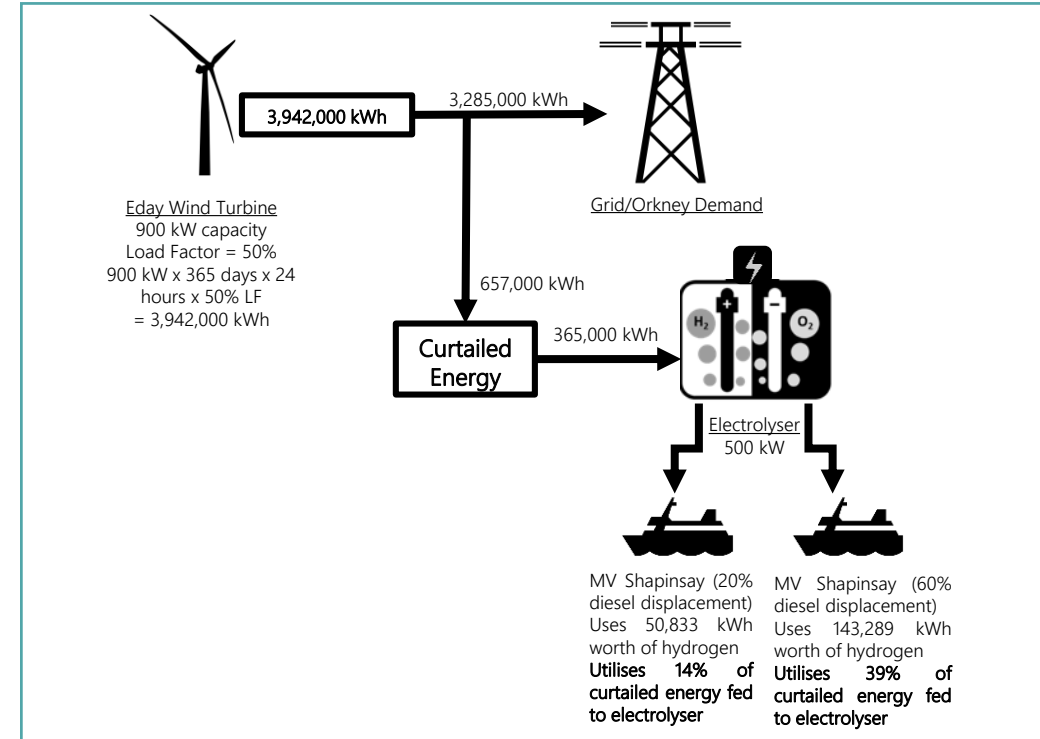 3,942,000 kWh
3,285,000 kWh
Eday Wind Turbine
900 kW capacity
Load Factor = 50%
900 kW x 365 days x 24
hours x 50% LF
= 3,942,000 kWh
Grid/Orkney Demand
657,000 kWh
Curtailed
Energy
365,000 kWh
+
−
H₂
O₂
Electrolyser
500 kW
MV Shapinsay (20%
diesel displacement)
Uses 50,833 kWh
worth of hydrogen
Utilises 14% of
curtailed energy fed
to electrolyser
MV Shapinsay (60%
diesel displacement)
Uses 143,289 kWh
worth of hydrogen
Utilises 39% of
curtailed energy fed
to electrolyser